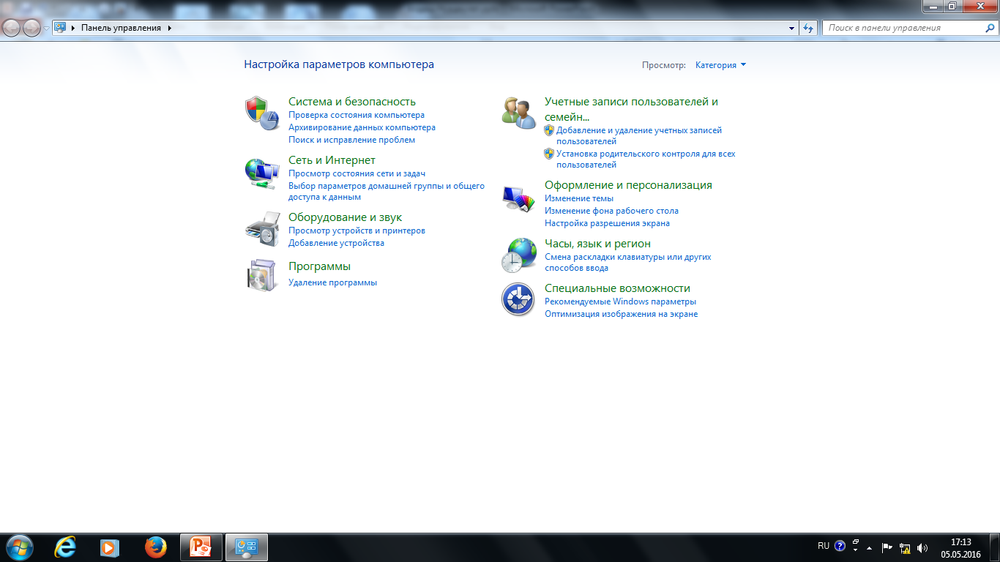 Панель управления
Поиск в панели управления
Настройка параметров компьютера
Просмотр: Категория
Система и безопасность
Проверка состояния компьютера
Архивирование данных компьютера
Поиск и исправление проблем
Сеть и Интернет
Просмотр состояния сети и задач
Выбор параметров домашней группы и общего
доступа к данным
Оборудование и звук
Просмотр устройств и принтеров
Добавление устройства
Программы
Удаление программы
Учетные записи пользователей и
семейн...
Добавление и удаление учетных записей
пользователей
Установка родительского контроля для всех
пользователей
Оформление и персонализация
Изменение темы
Изменение фона рабочего стола
Настройка разрешения экрана
Часы, язык и регион
Смена раскладки клавиатуры или других
способов ввода
Специальные возможности
Рекомендуемые Windows параметры
Оптимизация изображения на экране
RU
17:13
05.05.2016